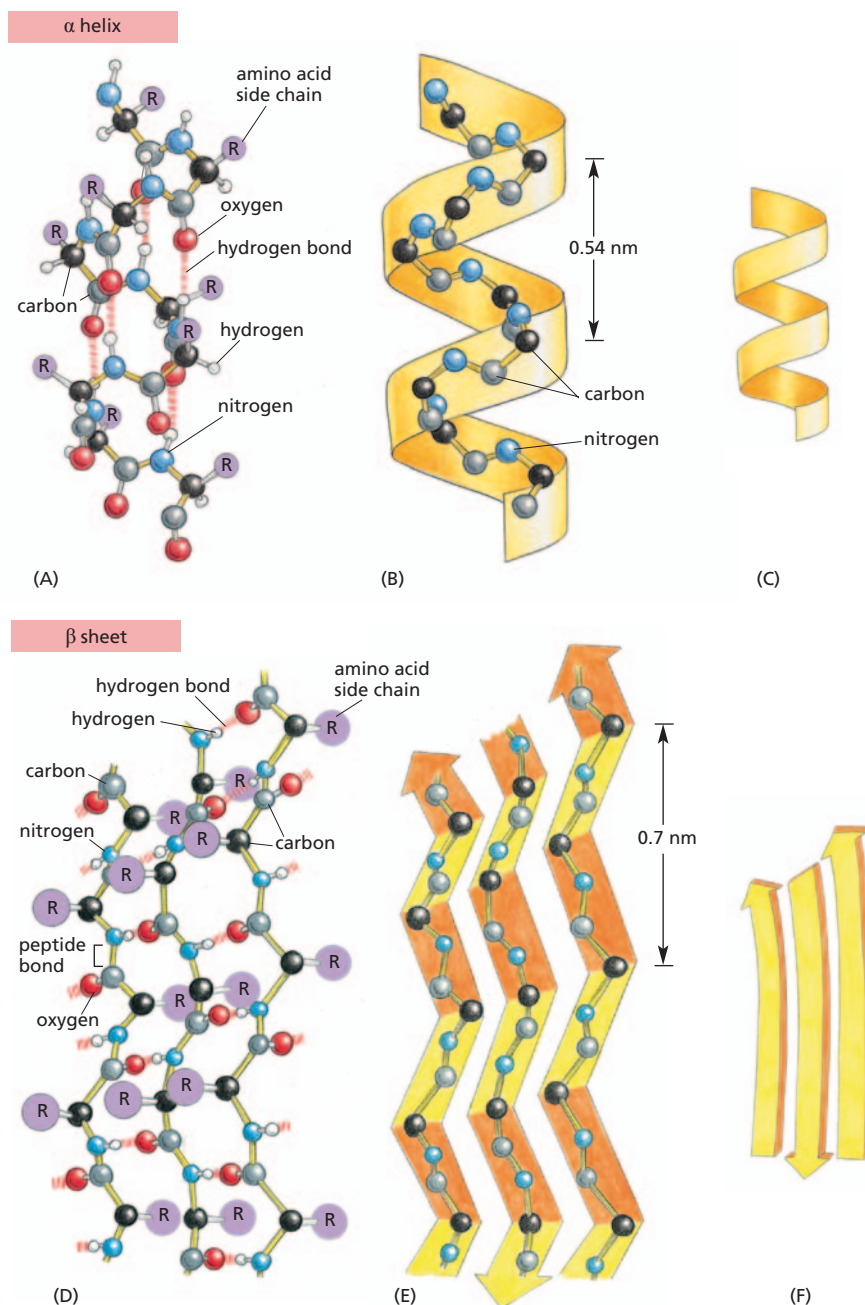 α helix
amino acid
side chain
R
R
R
oxygen
R
hydrogen bond
carbon
R
R
hydrogen
R
nitrogen
R
R
0.54 nm
carbon
nitrogen
(A)
(B)
(C)
β sheet
hydrogen bond
amino acid
side chain
hydrogen
R
carbon
R
R
R
carbon
nitrogen
R
R
0.7 nm
peptide
bond
R
R
R
oxygen
R
R
R
R
R
R
(D)
(E)
(F)